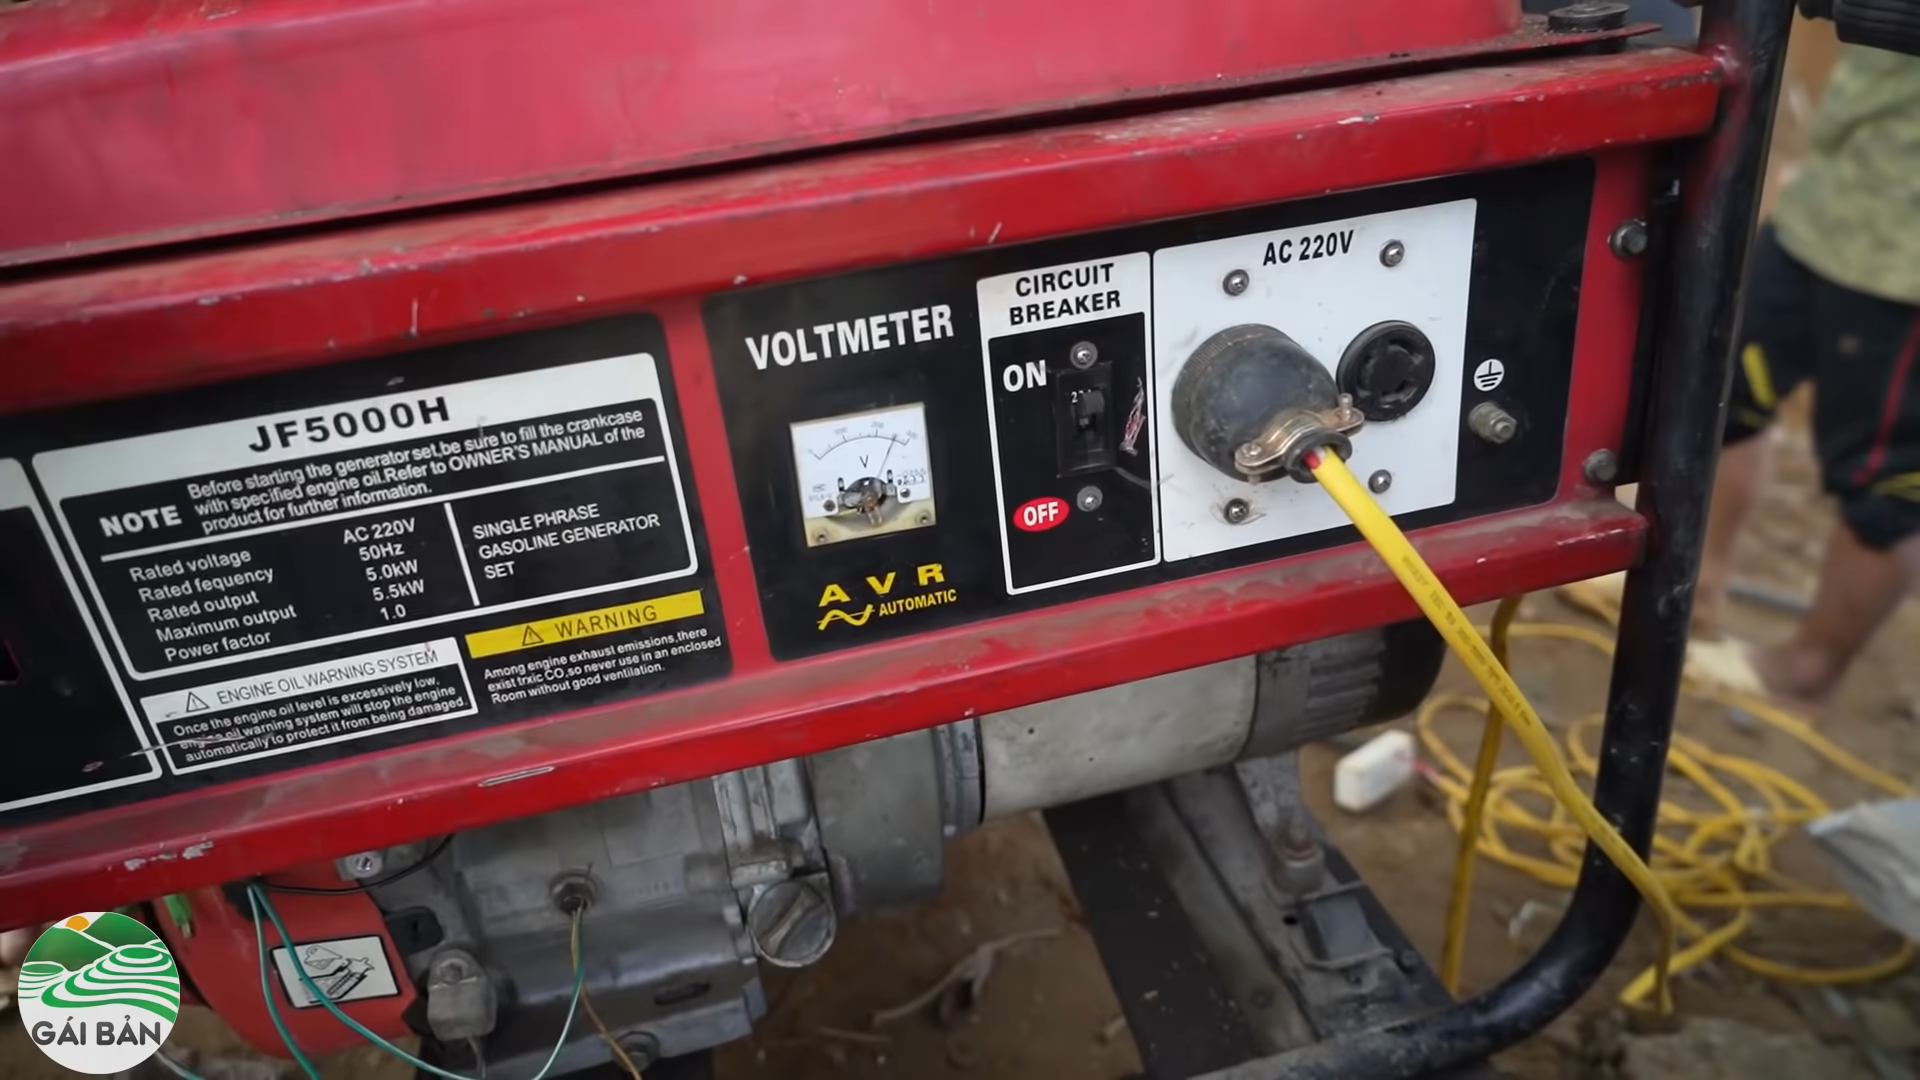 JF5000H
NOTE
Before starting the generator set,be sure to fill the crankcase
with specified engine oil.Refer to OWNER'S MANUAL of the
product for further information.
Rated voltage AC 220V
Rated fequency 50Hz
Rated output 5.0kW
Maximum output 5.5kW
Power factor 1.0
SINGLE PHRASE
GASOLINE GENERATOR
SET
ENGINE OIL WARNING SYSTEM
Once the engine oil level is excessively low,
engine oil warning system will stop the engine
automatically to protect it from being damaged.
WARNING
Among engine exhaust emissions,there
exist trxic CO,so never use in an enclosed
Room without good ventilation.
VOLTMETER
V
AVR
AUTOMATIC
CIRCUIT
BREAKER
ON
OFF
AC 220V
GÁI BẢN